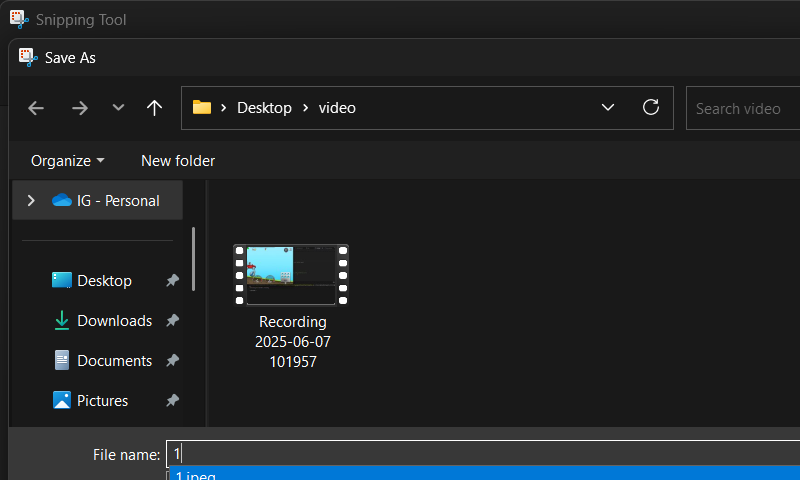 Snipping Tool
Save As
Desktop
video
Search video
Organize
New folder
IG - Personal
Desktop
Downloads
Documents
Pictures
Recording
2025-06-07
101957
File name:
1
1.jpeg